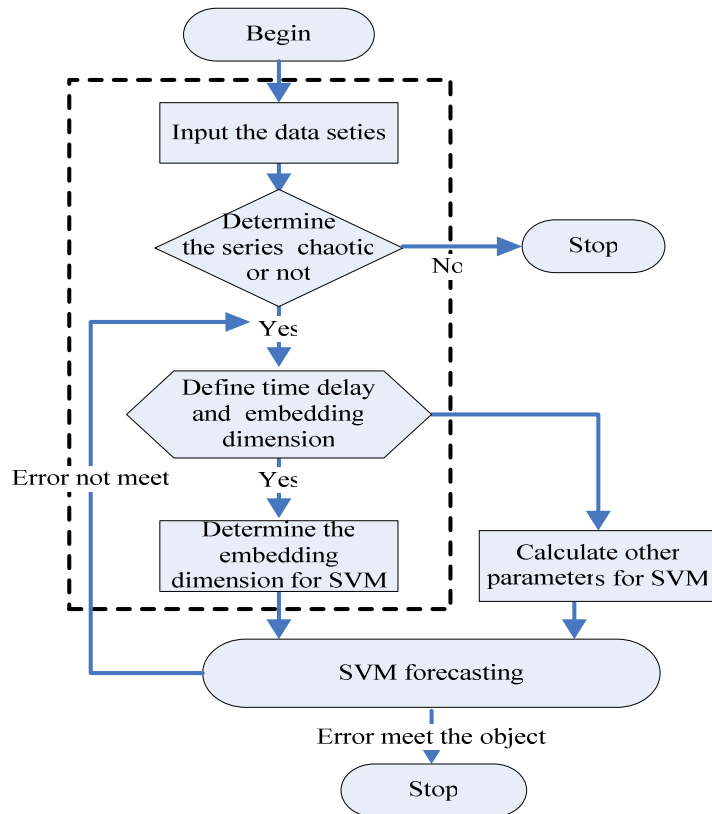 Begin
Input the data seties
Determine
the series chaotic
or not
Stop
No
Yes
Define time delay
and embedding
dimension
Error not meet
Yes
Determine the
embedding
dimension for SVM
Calculate other
parameters for SVM
SVM forecasting
Error meet the object
Stop